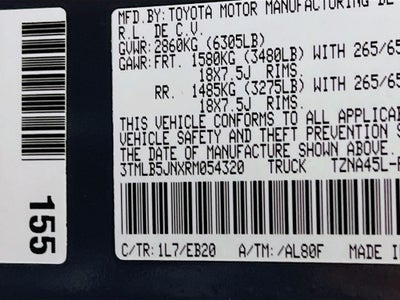 MFD.BY:TOYOTA MOTOR MANUFACTURING DE
R.L. DE C.V.
GVWR:2860KG (6305LB)
GAWR:FRT. 1580KG (3480LB) WITH 265/65
18X7.5J RIMS.
RR. 1485KG (3275LB) WITH 265/65
18X7.5J RIMS.
THIS VEHICLE CONFORMS TO ALL APPLICAB
VEHICLE SAFETY AND THEFT PREVENTION S
THE DATE OF MANUFACTURE SHOWN ABOVE.
3TMLB5JNXRM054320 TRUCK TZNA45L-
C/TR:1L7/EB20 A/TM:/AL80F MADE IN
155